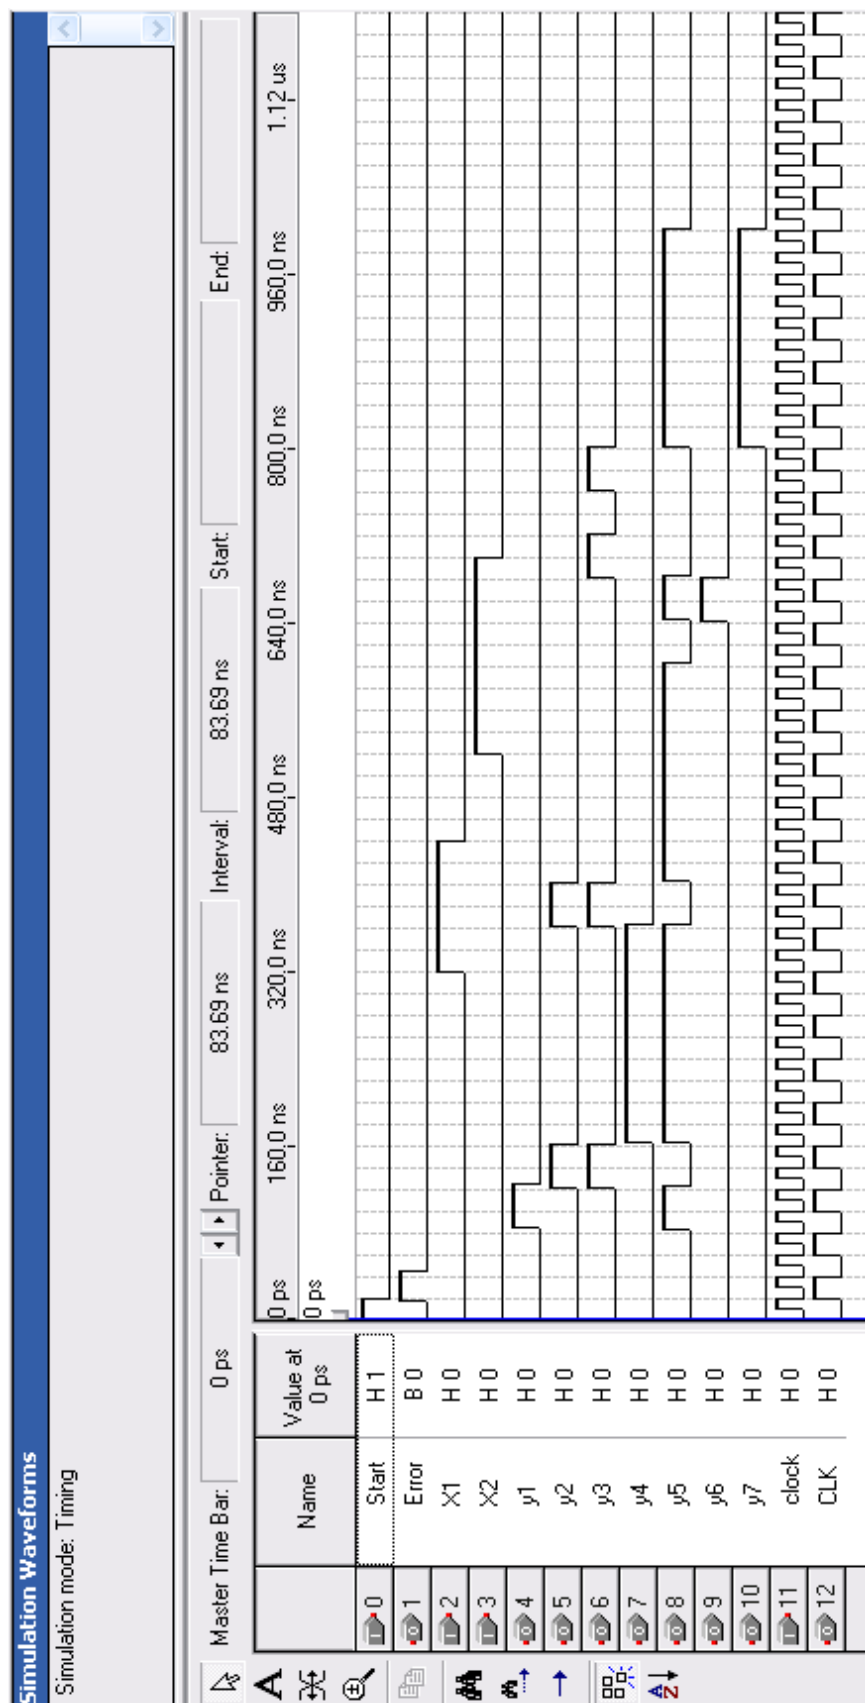 Simulation Waveforms
Simulation mode: Timing
Master Time Bar: 0 ps Pointer: 83.69 ns Interval: 83.69 ns Start: End:
Name
Value at
0 ps
0 ps 160.0 ns 320.0 ns 480.0 ns 640.0 ns 800.0 ns 960.0 ns 1.12 us
0 ps
0 Start H 1
1 Error B 0
2 X1 H 0
3 X2 H 0
4 y1 H 0
5 y2 H 0
6 y3 H 0
7 y4 H 0
8 y5 H 0
9 y6 H 0
10 y7 H 0
11 clock H 0
12 CLK H 0